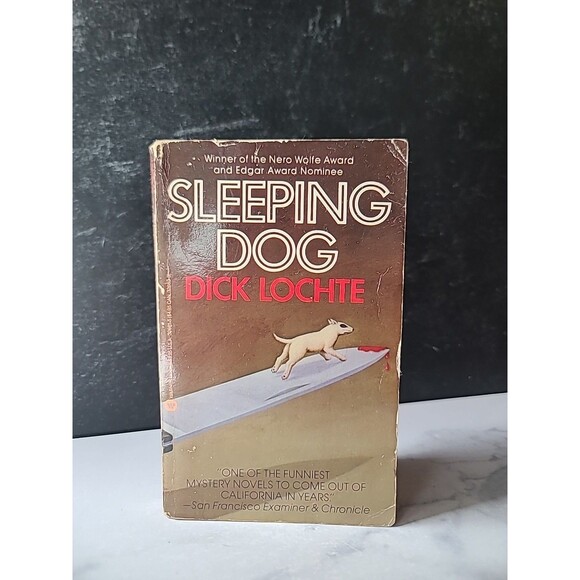 Winner of the Nero Wolfe Award
and Edgar Award Nominee
SLEEPING
DOG
DICK LOCHTE
"ONE OF THE FUNNIEST
MYSTERY NOVELS TO COME OUT OF
CALIFORNIA IN YEARS."
—San Francisco Examiner & Chronicle